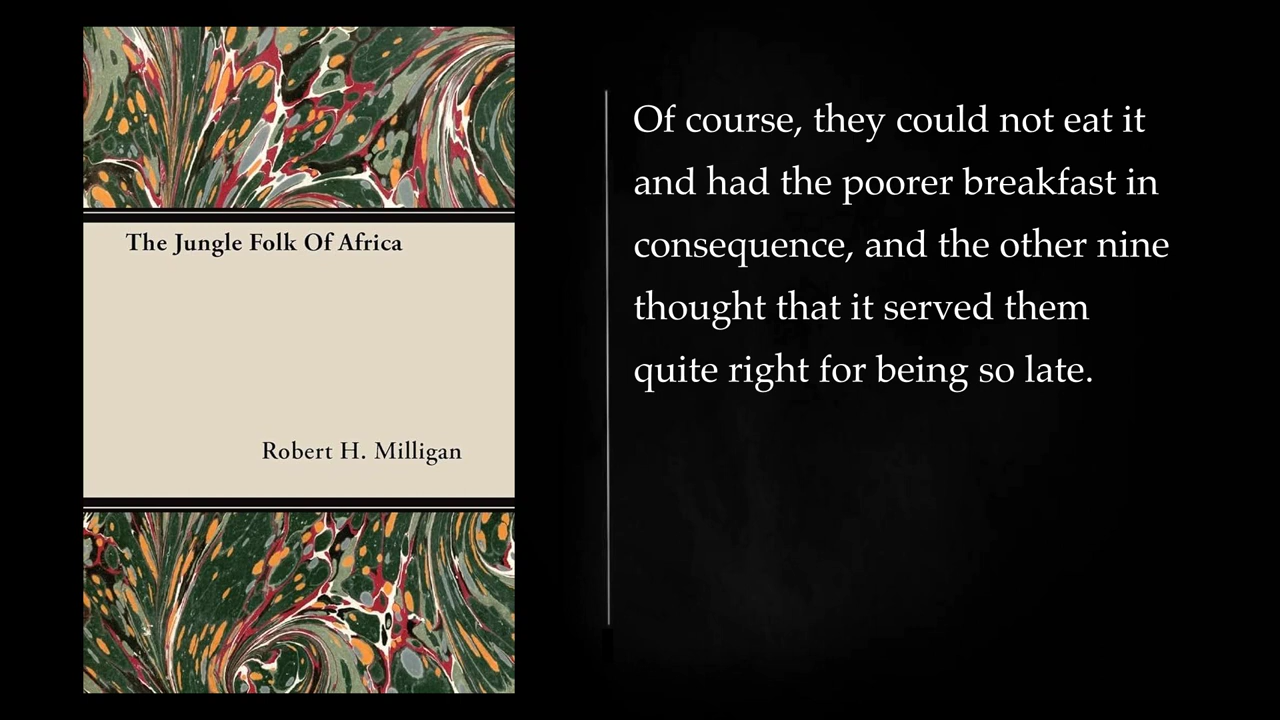 The Jungle Folk Of Africa
Robert H. Milligan
Of course, they could not eat it
and had the poorer breakfast in
consequence, and the other nine
thought that it served them
quite right for being so late.